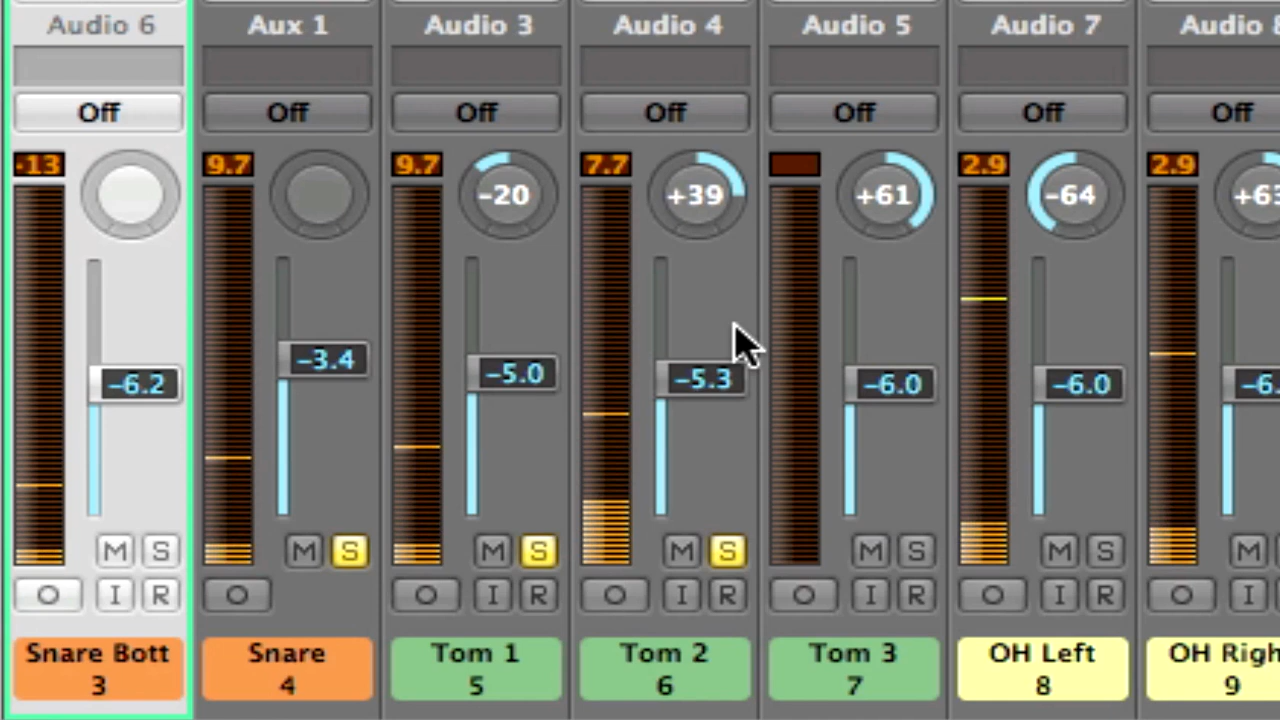 Audio 6 Aux 1 Audio 3 Audio 4 Audio 5 Audio 7 Audio
Off Off Off Off Off Off Off
-13 9.7 9.7 7.7 2.9 2.9
-20 +39 +61 -64
-6.2 -3.4 -5.0 -5.3 -6.0 -6.0
M S M S M S M S M S M S M
O I R O O I R O I R O I R O I R O I
Snare Bott Snare Tom 1 Tom 2 Tom 3 OH Left OH Righ
3 4 5 6 7 8 9